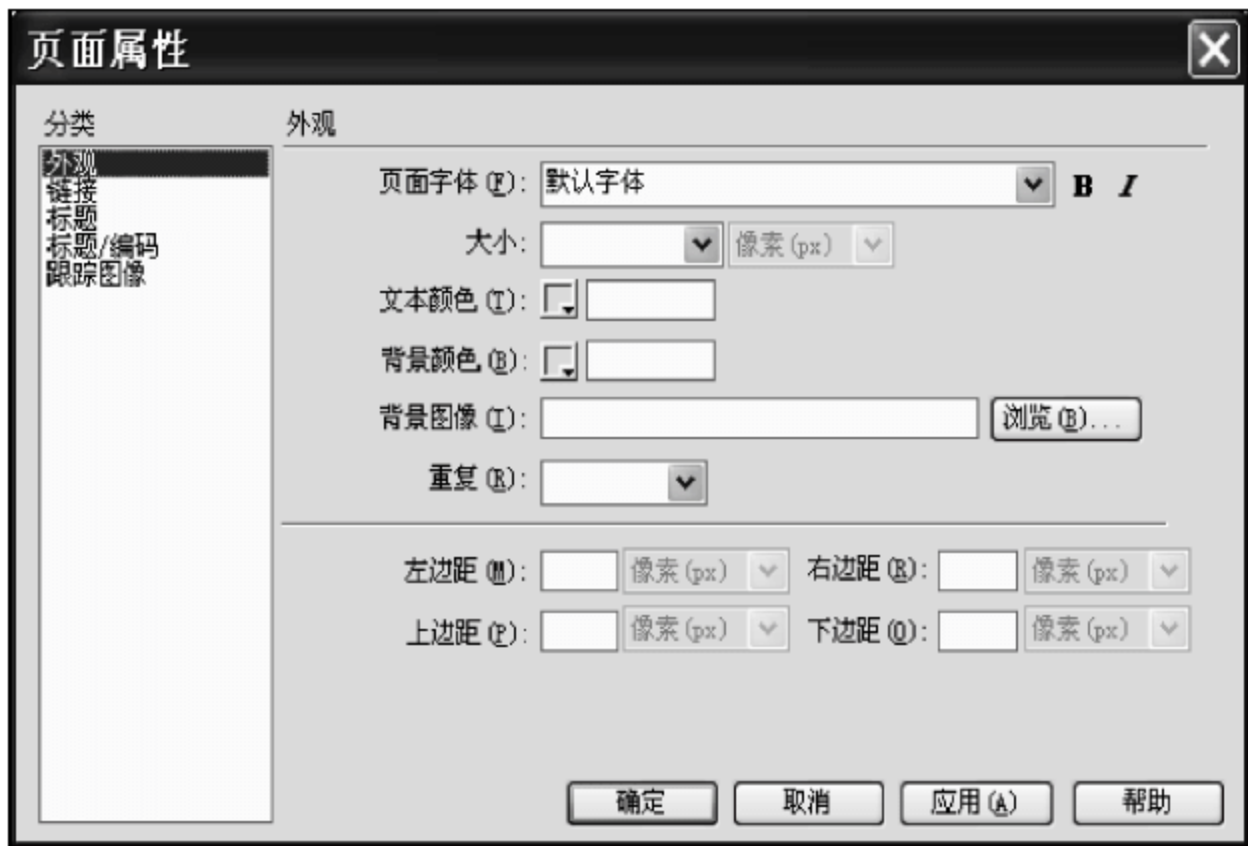 页面属性
分类
外观
链接
标题
标题/编码
跟踪图像
外观
页面字体(F): 默认字体 B I
大小: 像素(px)
文本颜色(T):
背景颜色(B):
背景图像(I): 浏览(B)...
重复(R):
左边距(M): 像素(px) 右边距(R): 像素(px)
上边距(P): 像素(px) 下边距(O): 像素(px)
确定 取消 应用(A) 帮助